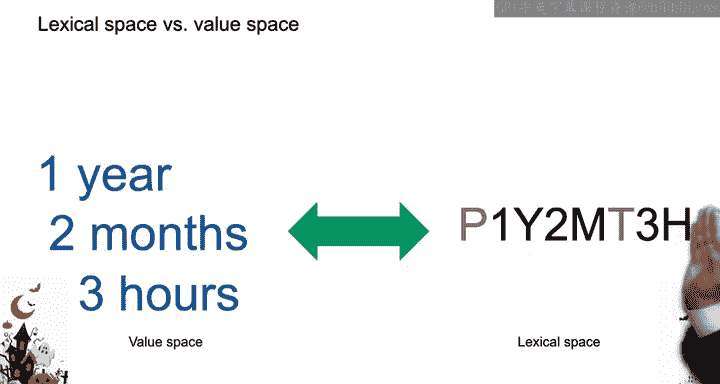 Lexical space vs. value space
1 year
2 months
3 hours
P1Y2MT3H
Value space
Lexical space